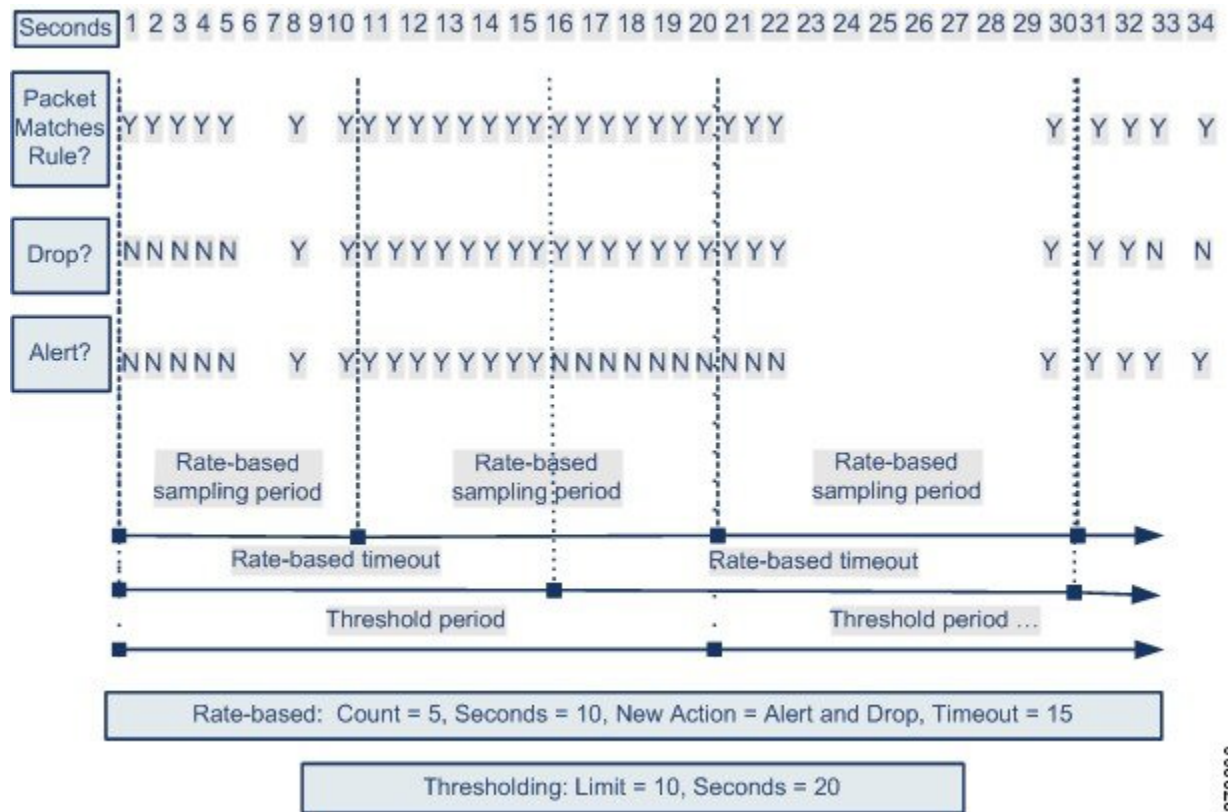 Seconds 1 2 3 4 5 6 7 8 9 10 11 12 13 14 15 16 17 18 19 20 21 22 23 24 25 26 27 28 29 30 31 32 33 34
Packet
Matches
Rule?
Y Y Y Y Y Y Y Y Y Y Y Y Y Y Y Y Y Y Y Y Y Y Y Y Y Y Y Y Y Y
Drop?
N N N N N Y Y Y Y Y Y Y Y Y Y Y Y Y Y Y Y Y Y Y Y Y Y Y N N
Alert?
N N N N N Y Y Y Y Y Y Y Y Y Y N N N N N N N N N N Y Y Y Y Y
Rate-based
sampling period
Rate-based
sampling period
Rate-based
sampling period
Rate-based timeout
Rate-based timeout
Threshold period
Threshold period ...
Rate-based: Count = 5, Seconds = 10, New Action = Alert and Drop, Timeout = 15
Thresholding: Limit = 10, Seconds = 20